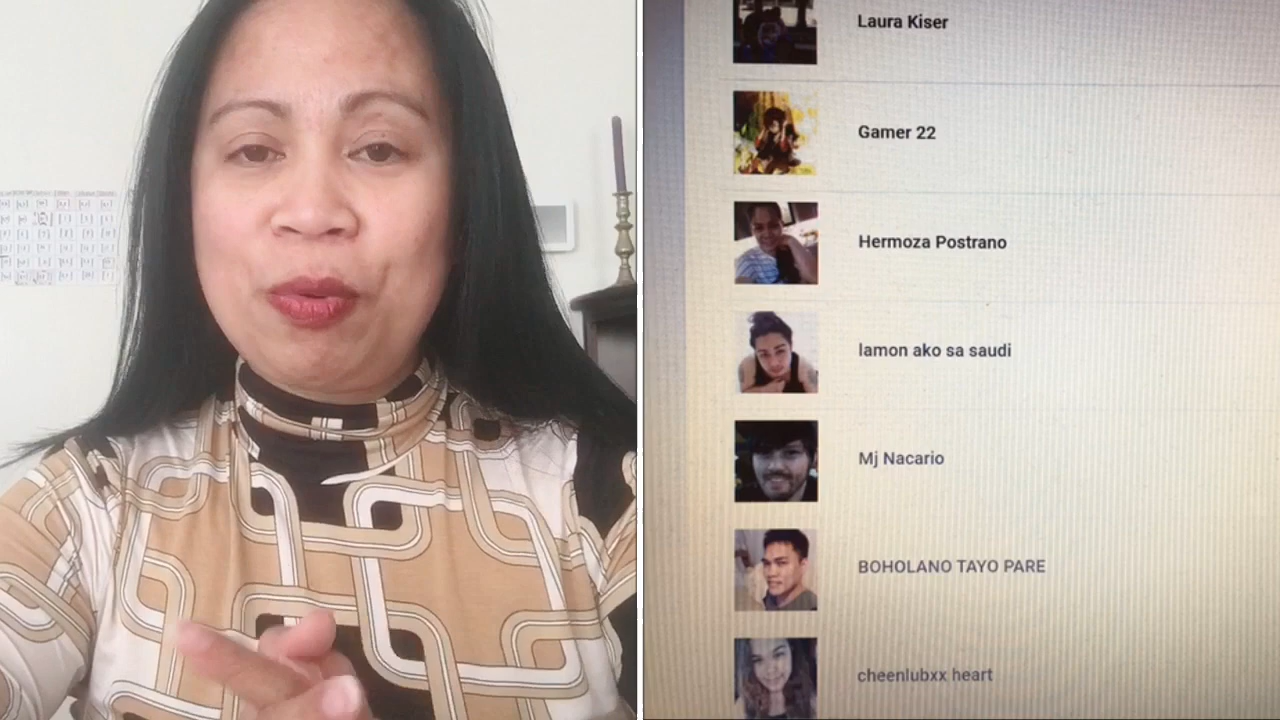 Laura Kiser
Gamer 22
Hermoza Postrano
lamon ako sa saudi
Mj Nacario
BOHOLANO TAYO PARE
cheenlubxx heart